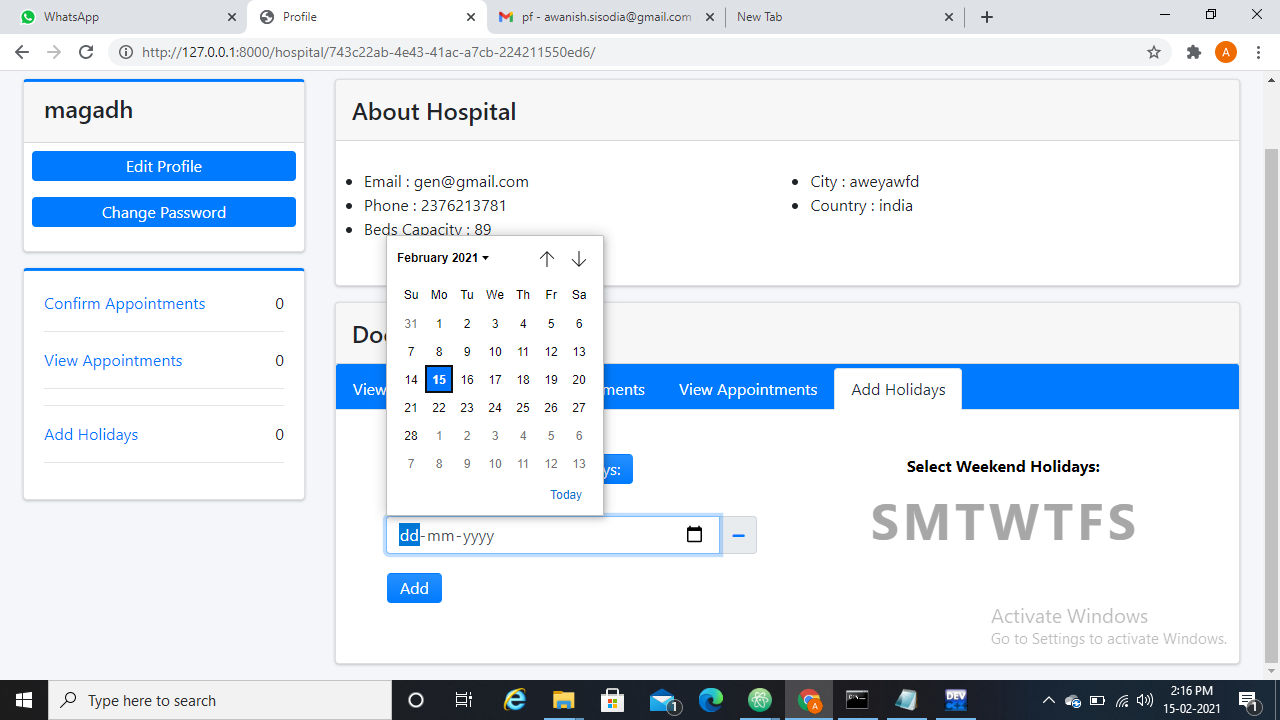 WhatsApp
Profile
pf - awanish.sisodia@gmail.com
New Tab
http://127.0.0.1:8000/hospital/743c22ab-4e43-41ac-a7cb-224211550ed6/
A
magadh
Edit Profile
Change Password
Confirm Appointments 0
View Appointments 0
Add Holidays 0
About Hospital
Email : gen@gmail.com
Phone : 2376213781
Beds Capacity : 89
City : aweyawfd
Country : india
View
View Appointments
Add Holidays
February 2021
Su Mo Tu We Th Fr Sa
31 1 2 3 4 5 6
7 8 9 10 11 12 13
14 15 16 17 18 19 20
21 22 23 24 25 26 27
28 1 2 3 4 5 6
7 8 9 10 11 12 13
Today
dd-mm-yyyy
Add
Select Weekend Holidays:
SMTWTFS
Activate Windows
Go to Settings to activate Windows.
Type here to search
1
A
DEV
2:16 PM
15-02-2021
1